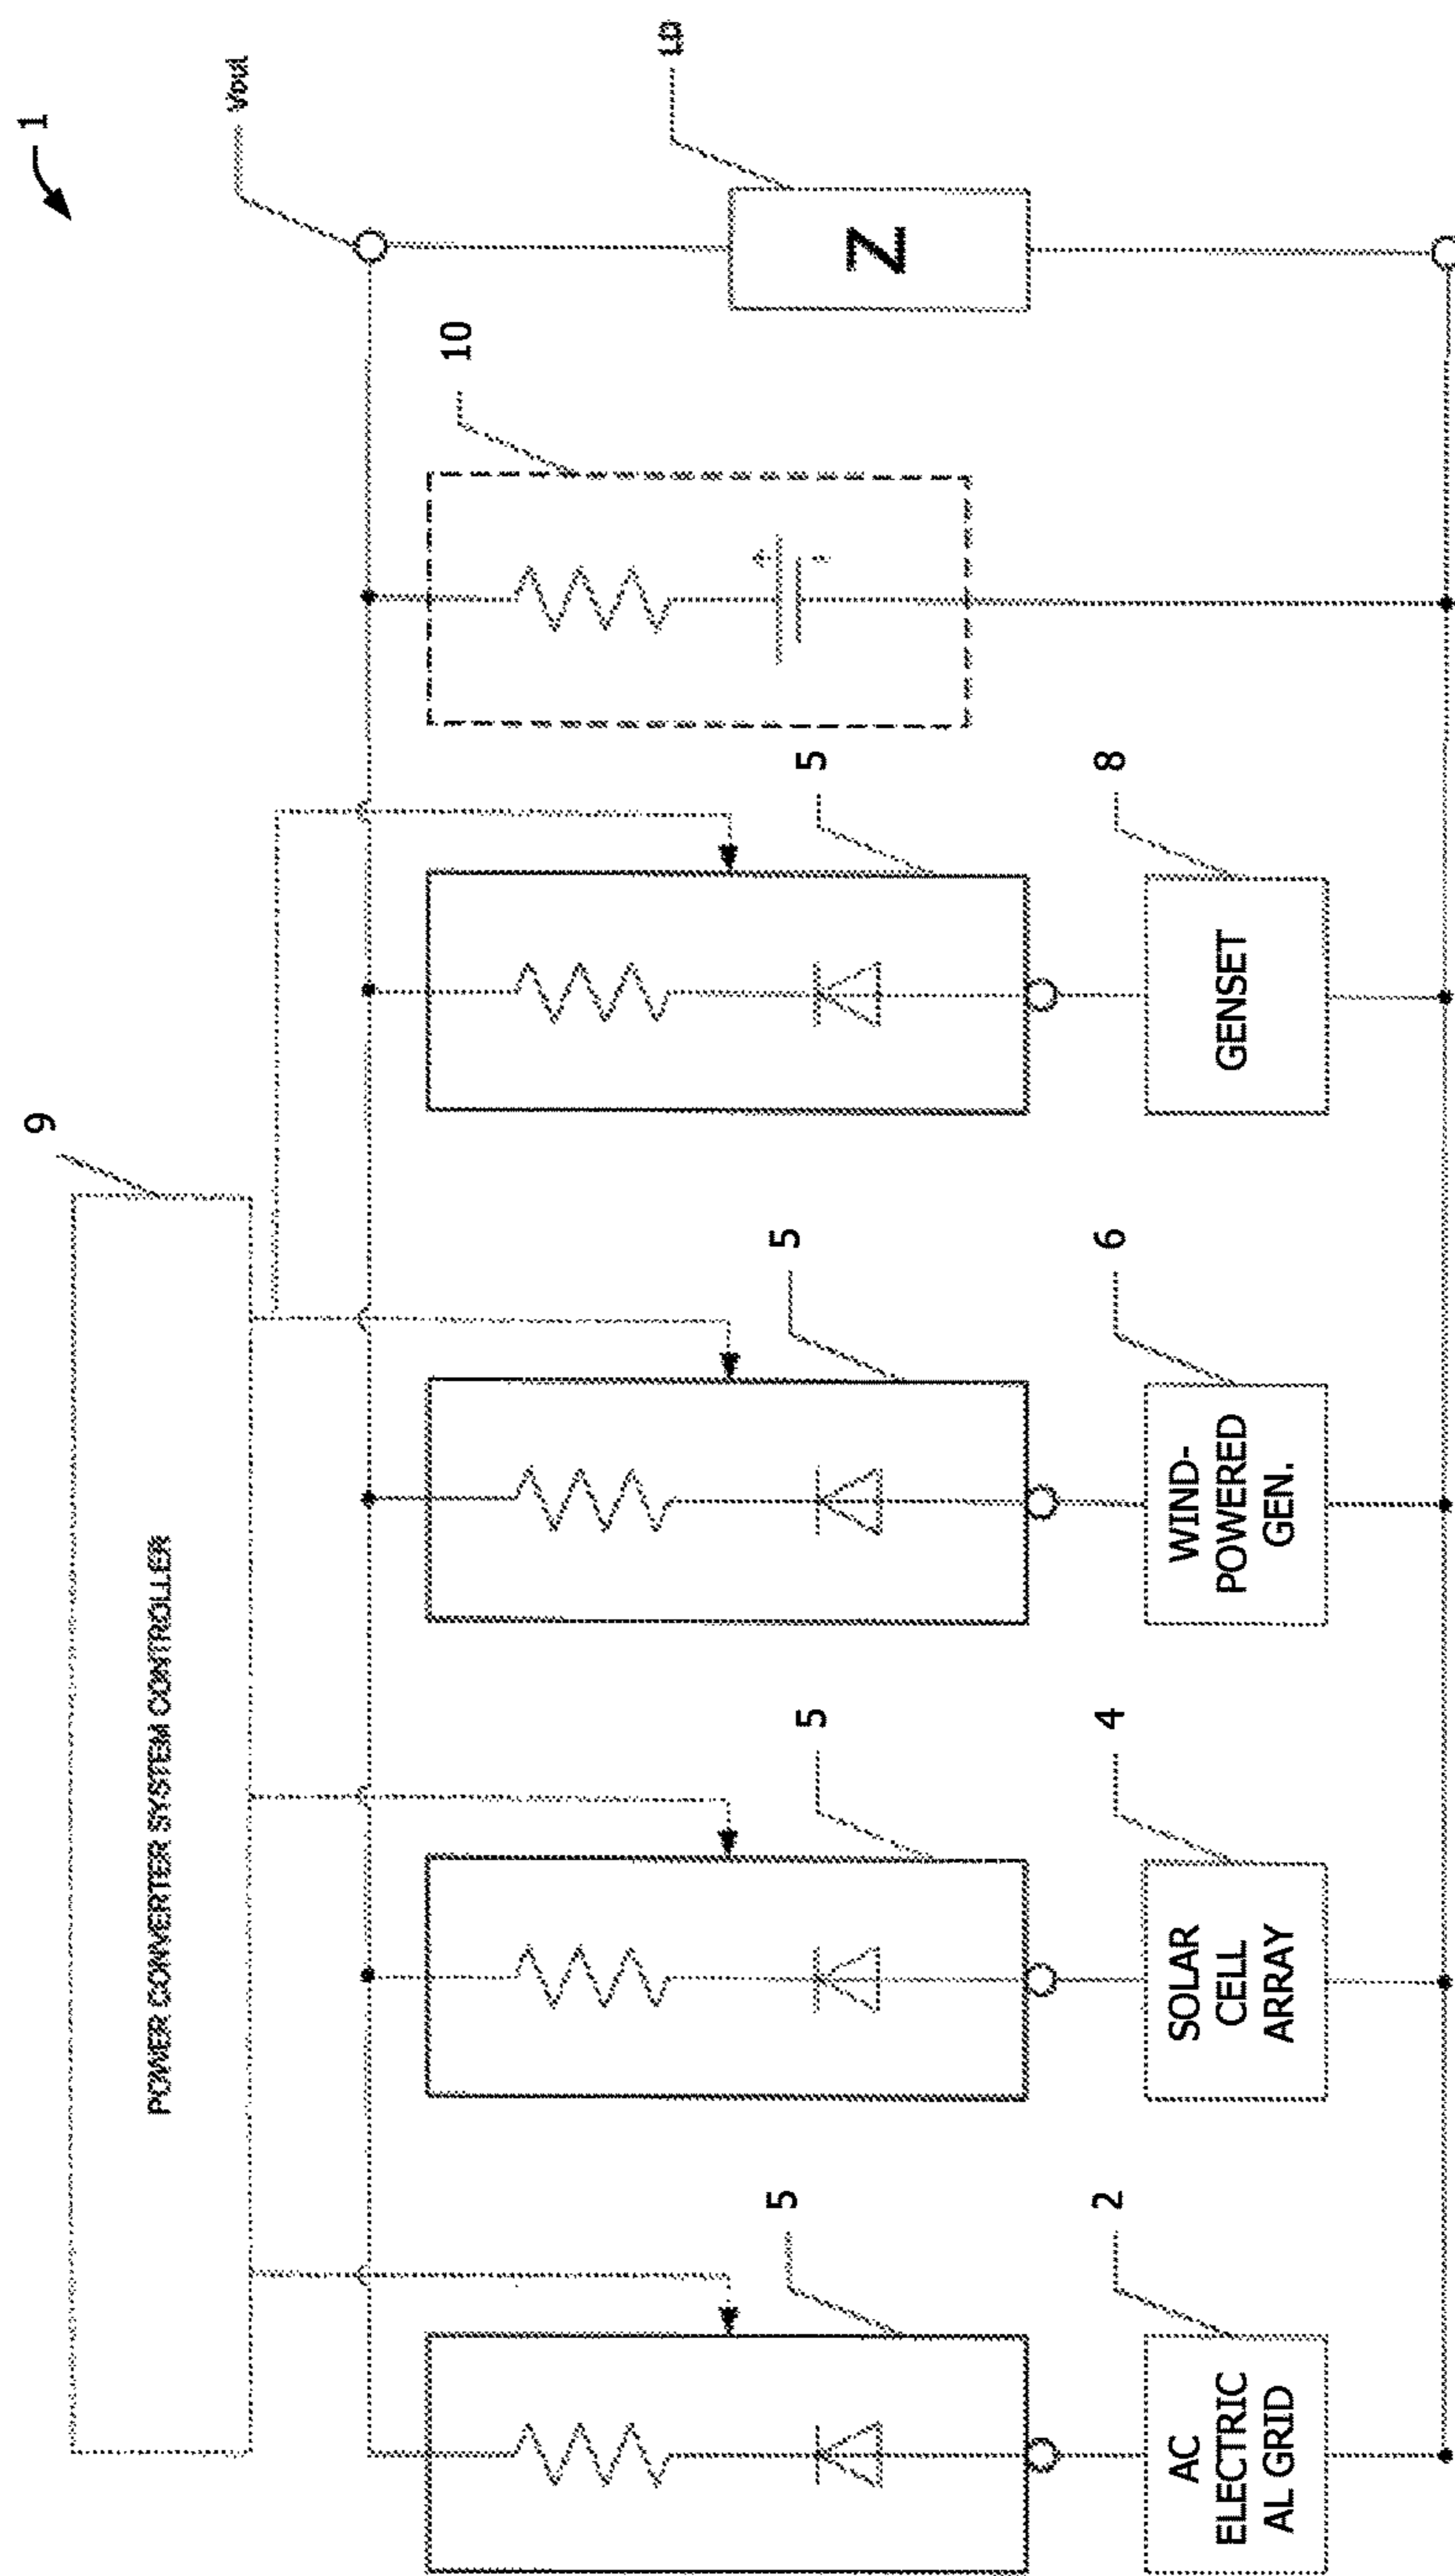 1
Vout
LD
Z
10
5
8
GENSET
9
POWER CONVERTER SYSTEM CONTROLLER
5
6
WIND-
POWERED
GEN.
5
4
SOLAR
CELL
ARRAY
5
2
AC
ELECTRIC
AL GRID